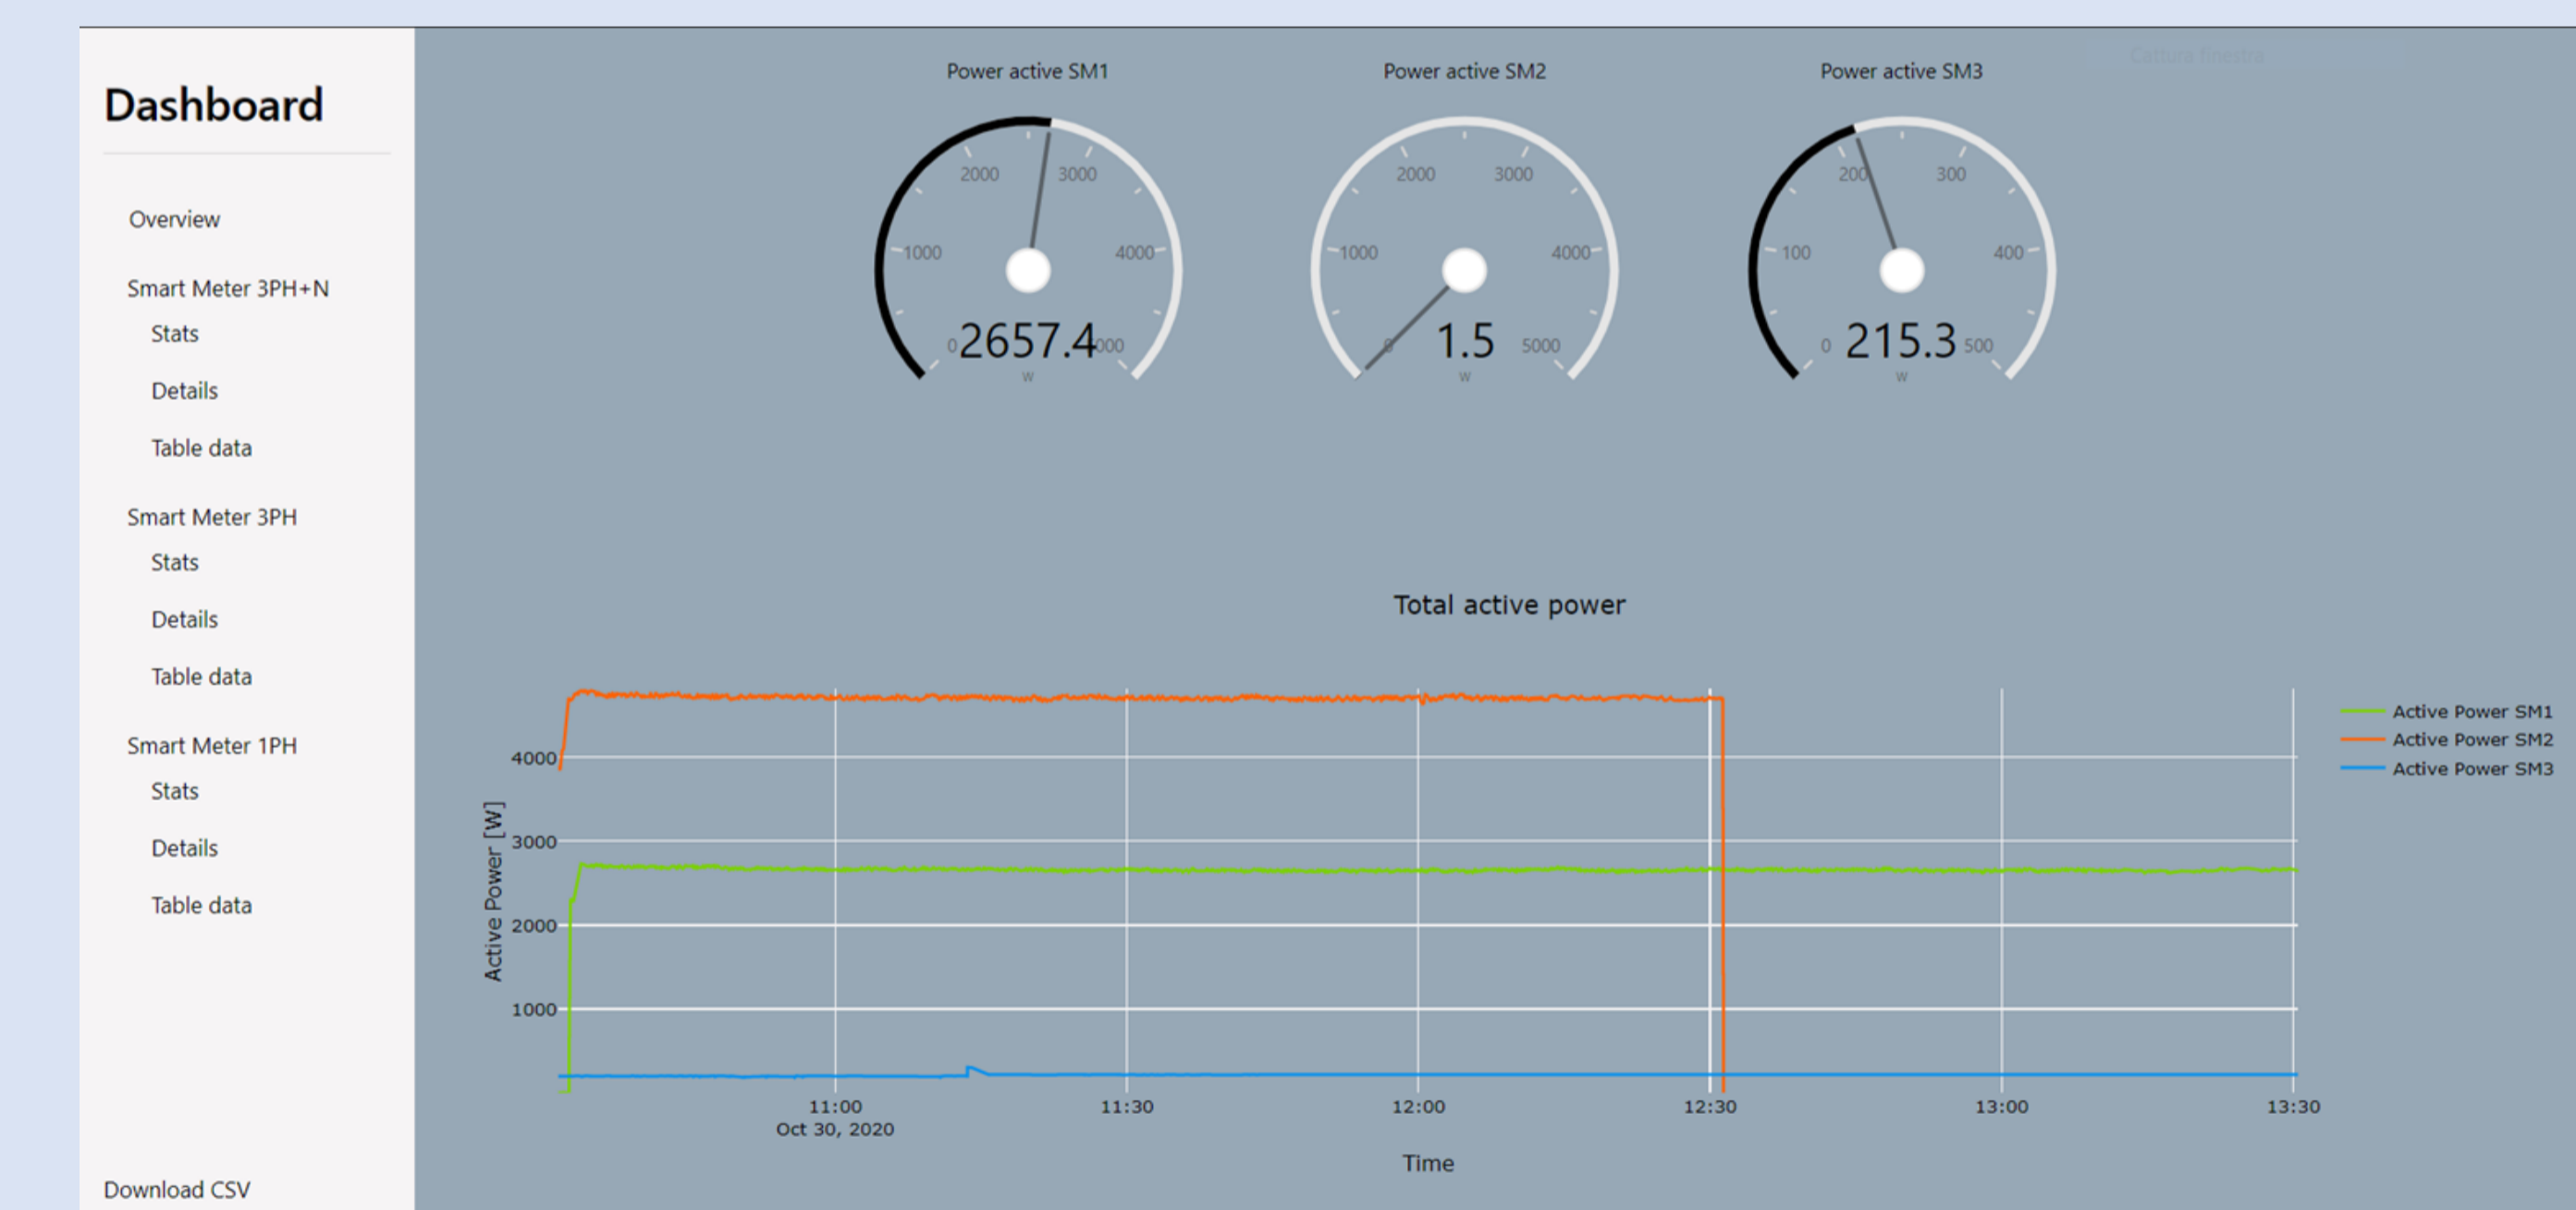 Cattura finestra
Dashboard
Overview
Smart Meter 3PH+N
Stats
Details
Table data
Smart Meter 3PH
Stats
Details
Table data
Smart Meter 1PH
Stats
Details
Table data
Download CSV
Power active SM1
2000
3000
1000
4000
0
2657.4
000
W
Power active SM2
2000
3000
1000
4000
0
1.5
5000
W
Power active SM3
200
300
100
400
0
215.3
500
W
Total active power
Active Power [W]
4000
3000
2000
1000
11:00
Oct 30, 2020
11:30
12:00
12:30
13:00
13:30
Time
Active Power SM1
Active Power SM2
Active Power SM3